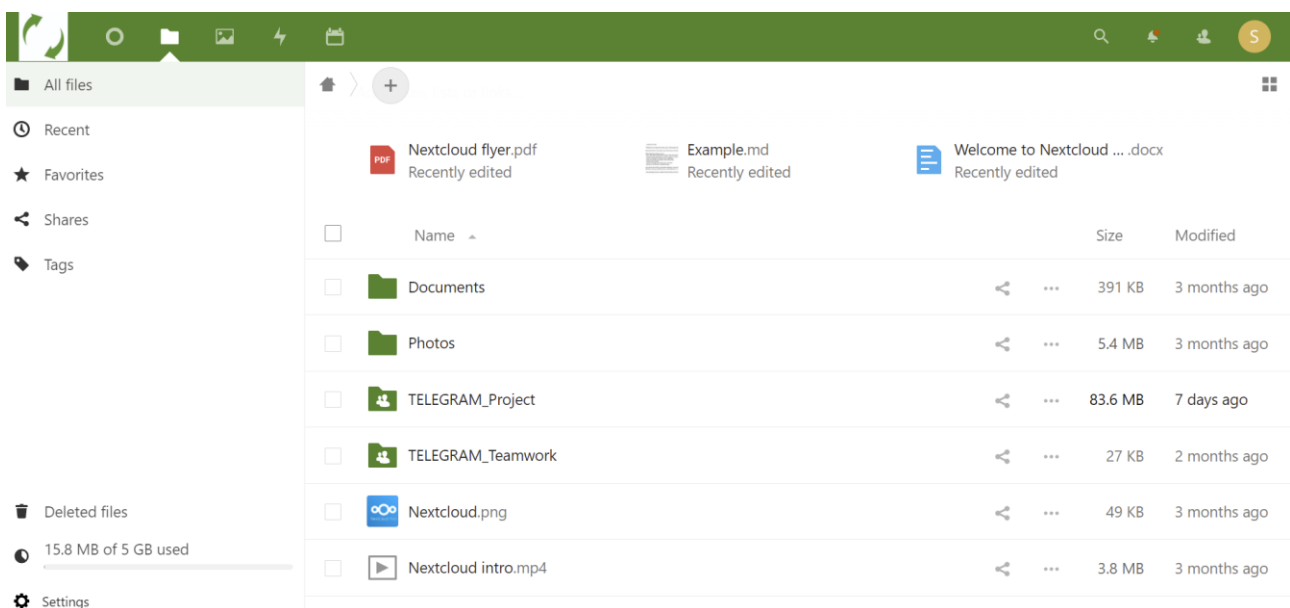 S
All files
Recent
Favorites
Shares
Tags
Deleted files
15.8 MB of 5 GB used
Settings
+
PDF
Nextcloud flyer.pdf
Recently edited
Example.md
Recently edited
Welcome to Nextcloud ... .docx
Recently edited
Name Size Modified
Documents ... 391 KB 3 months ago
Photos ... 5.4 MB 3 months ago
TELEGRAM_Project ... 83.6 MB 7 days ago
TELEGRAM_Teamwork ... 27 KB 2 months ago
Nextcloud.png ... 49 KB 3 months ago
Nextcloud intro.mp4 ... 3.8 MB 3 months ago